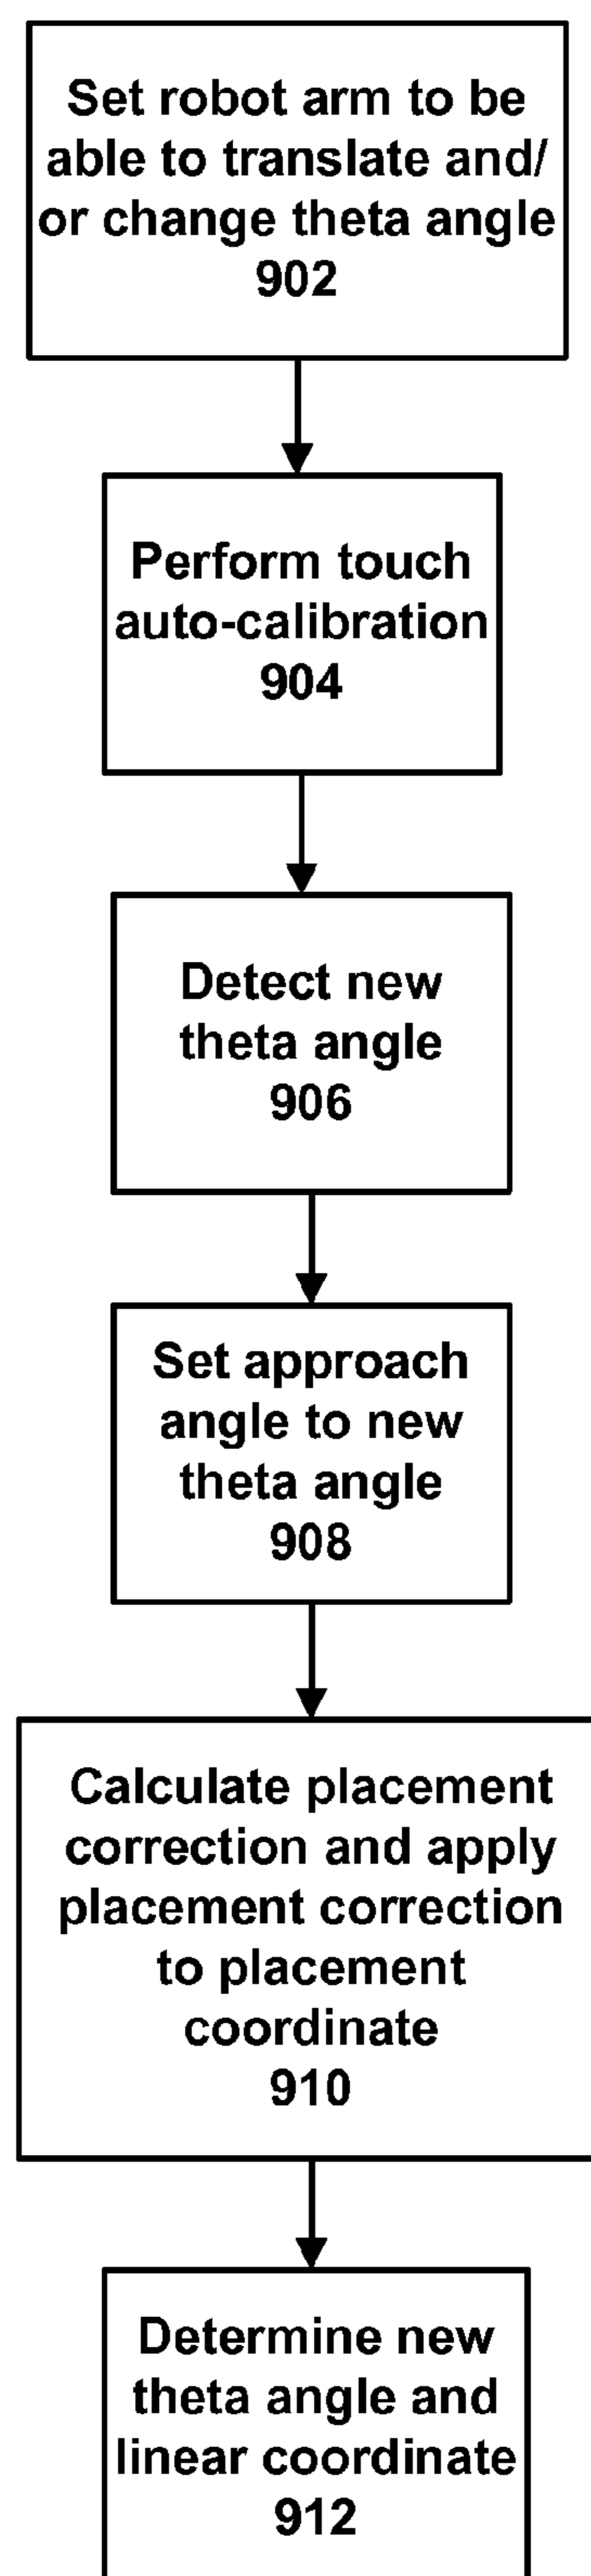 Set robot arm to be
able to translate and/
or change theta angle
902
Perform touch
auto-calibration
904
Detect new
theta angle
906
Set approach
angle to new
theta angle
908
Calculate placement
correction and apply
placement correction
to placement
coordinate
910
Determine new
theta angle and
linear coordinate
912